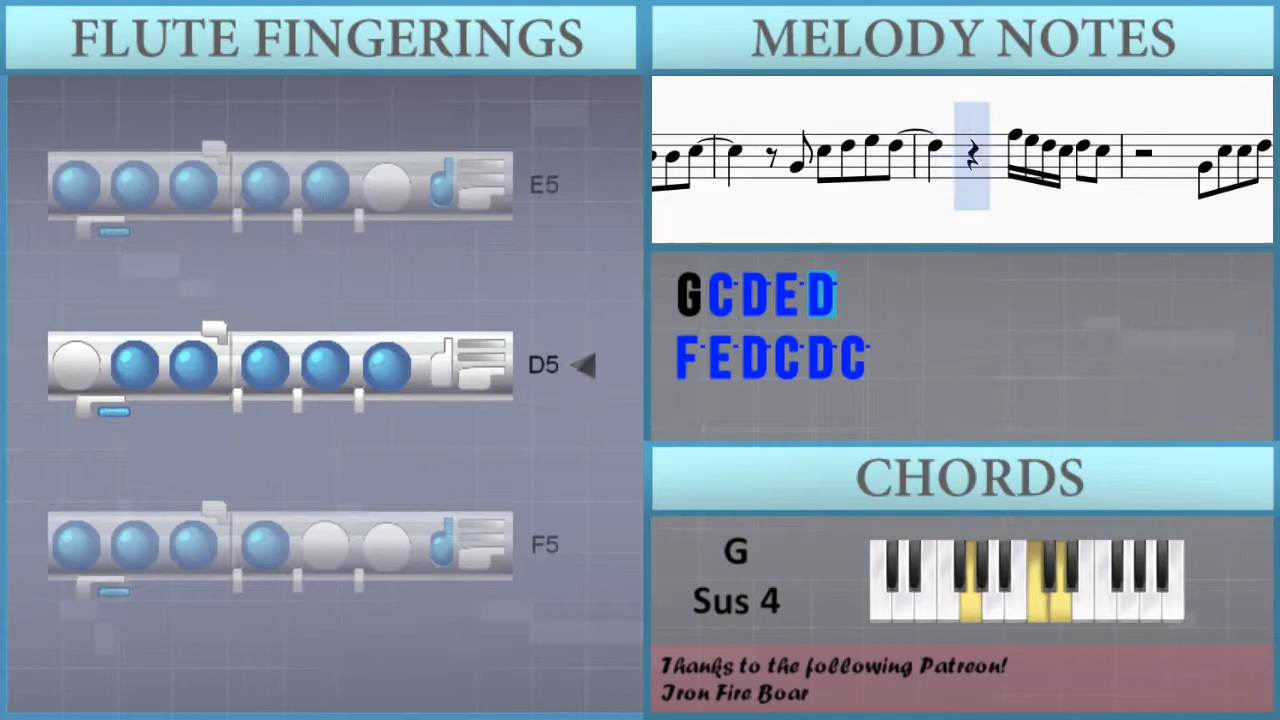 FLUTE FINGERINGS
E5
D5
F5
MELODY NOTES
GCDED
FEDCDC
CHORDS
G
Sus 4
Thanks to the following Patreon!
Iron Fire Boar